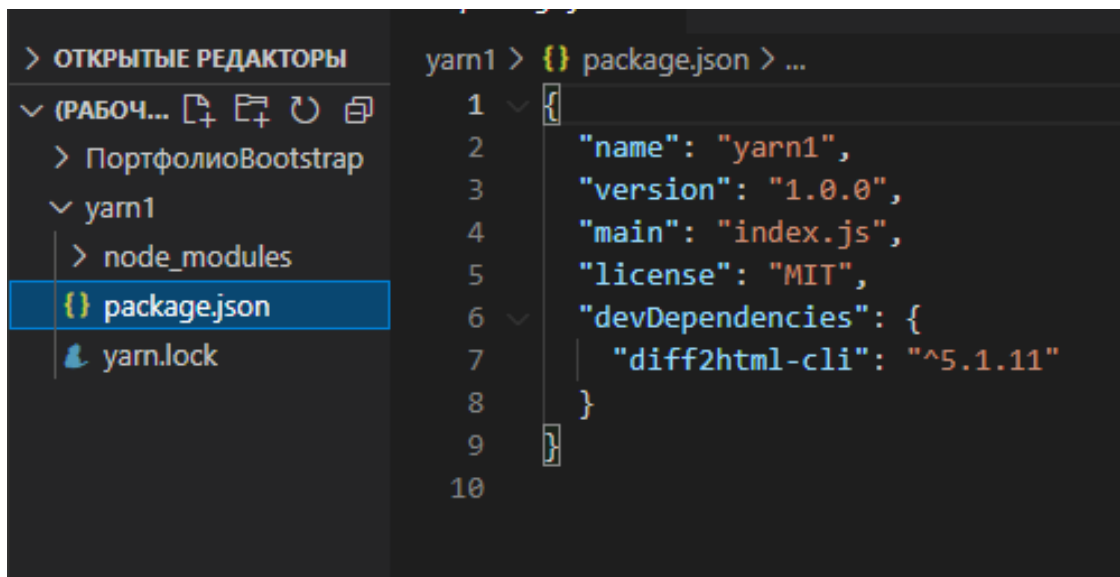 ОТКРЫТЫЕ РЕДАКТОРЫ
(РАБОЧ...
ПортфолиоBootstrap
yarn1
node_modules
{} package.json
yarn.lock
yarn1 > {} package.json > ...
1 {
2 "name": "yarn1",
3 "version": "1.0.0",
4 "main": "index.js",
5 "license": "MIT",
6 "devDependencies": {
7 "diff2html-cli": "^5.1.11"
8 }
9 }
10